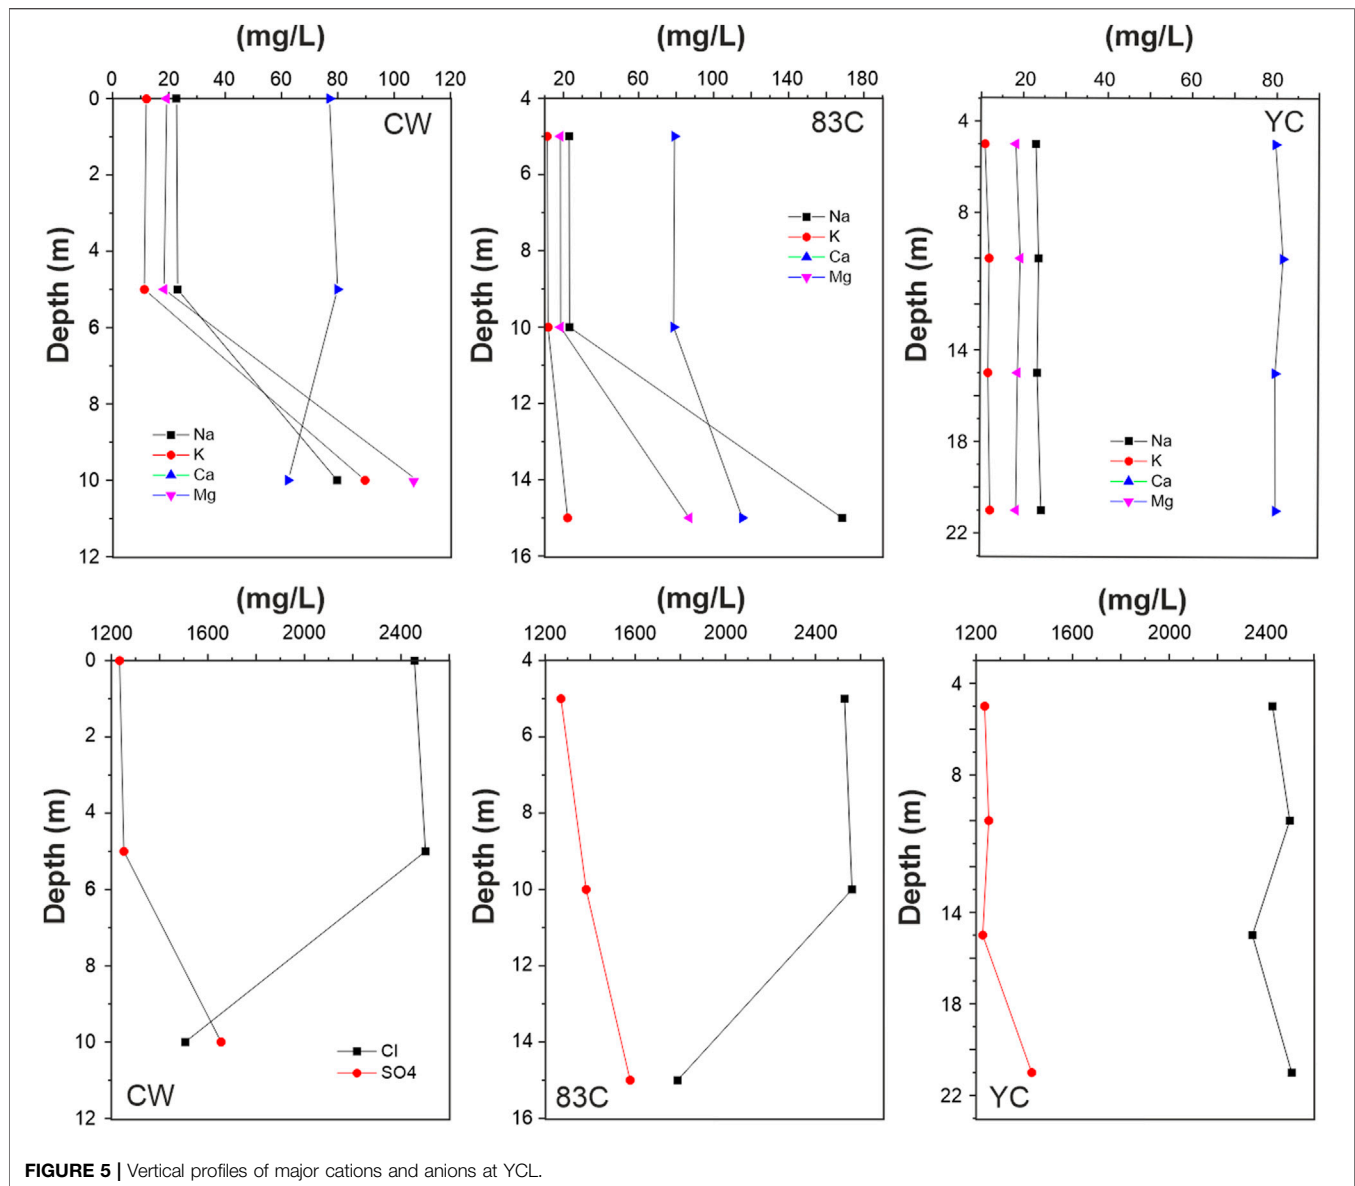 (mg/L)
0 20 40 60 80 100 120
CW
0
2
4
6
8
10
12
Depth (m)
Na
K
Ca
Mg
(mg/L)
20 60 100 140 180
83C
4
6
8
10
12
14
16
Depth (m)
Na
K
Ca
Mg
(mg/L)
20 40 60 80
YC
4
8
14
18
22
Depth (m)
Na
K
Ca
Mg
(mg/L)
1200 1600 2000 2400
0
2
4
6
8
10
12
Depth (m)
Cl
SO4
CW
(mg/L)
1200 1600 2000 2400
4
6
8
10
12
14
16
Depth (m)
83C
(mg/L)
1200 1600 2000 2400
4
8
14
18
22
Depth (m)
YC
FIGURE 5 | Vertical profiles of major cations and anions at YCL.